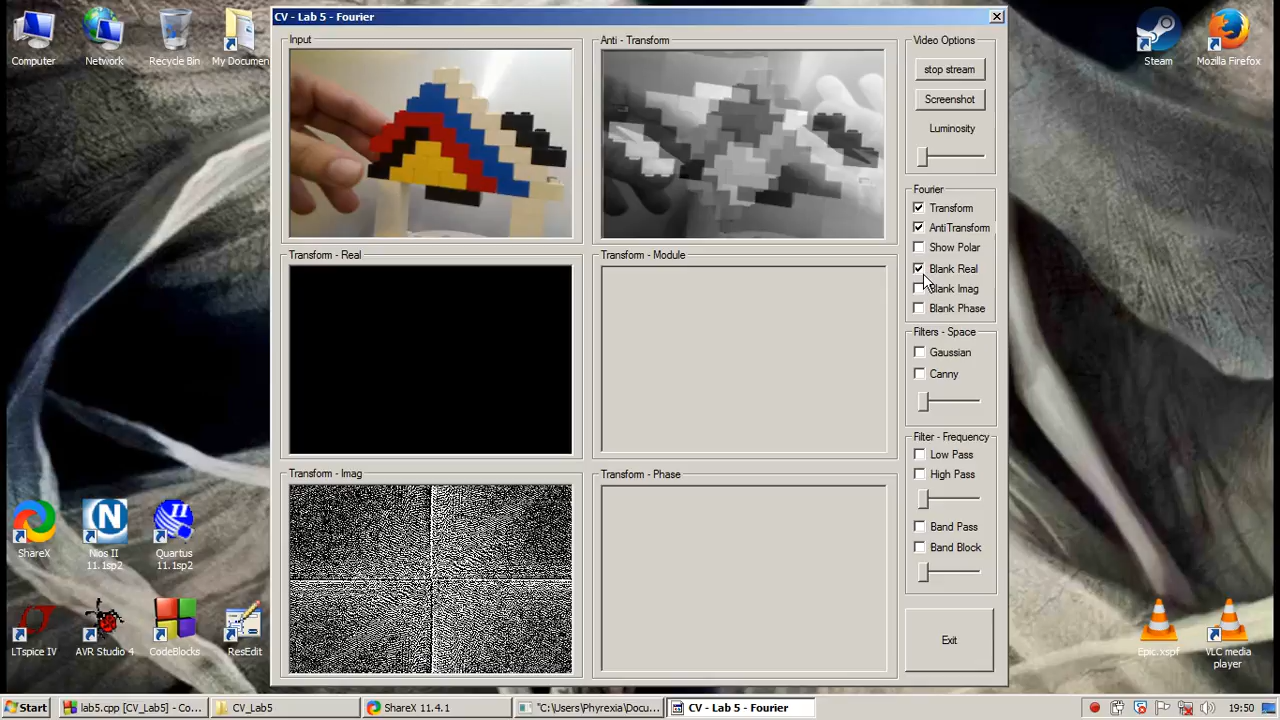 CV - Lab 5 - Fourier
Computer
Network
Recycle Bin
My Documen
Steam
Mozilla Firefox
Input
Anti - Transform
Video Options
stop stream
Screenshot
Luminosity
Fourier
Transform
AntiTransform
Show Polar
Blank Real
Blank Imag
Blank Phase
Transform - Real
Transform - Module
Filters - Space
Gaussian
Canny
Filter - Frequency
Low Pass
High Pass
Band Pass
Band Block
Transform - Imag
Transform - Phase
Exit
ShareX
Nios II
11.1sp2
Quartus
11.1sp2
LTspice IV
AVR Studio 4
CodeBlocks
ResEdit
Epic.xspf
VLC media
player
Start
lab5.cpp [CV_Lab5] - Co...
CV_Lab5
ShareX 11.4.1
"C:\Users\Phyrexia\Docu...
CV - Lab 5 - Fourier
19:50